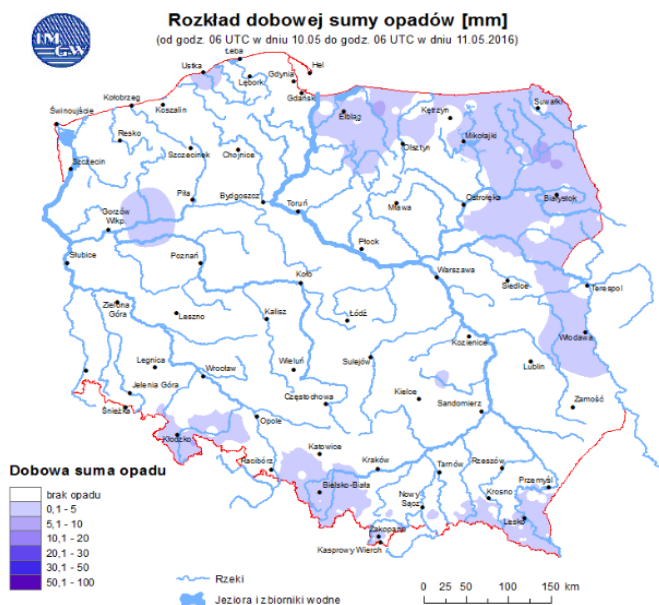 IM
GW
Rozkład dobowej sumy opadów [mm]
(od godz. 06 UTC w dniu 10.05 do godz. 06 UTC w dniu 11.05.2016)
Łeba
Hel
Ustka
Gdynia
Lębork
Suwałki
Kołobrzeg
Gdańsk
Świnoujście
Koszalin
Elbląg
Kętrzyn
Resko
Mikołajki
Szczecinek
Chojnice
Olsztyn
Szczecin
Piła
Bydgoszcz
Ostrołęka
Białystok
Toruń
Mława
Gorzów
Wlkp.
Płock
Słubice
Poznań
Warszawa
Koło
Siedlce
Terespol
Zielona
Góra
Leszno
Kalisz
Łódź
Włodawa
Kozienice
Legnica
Wieluń
Sulejów
Lublin
Wrocław
Jelenia Góra
Kielce
Zamość
Częstochowa
Śnieżka
Sandomierz
Opole
Kłodzko
Katowice
Racibórz
Kraków
Tarnów
Rzeszów
Przemyśl
Bielsko-Biała
Nowy
Sącz
Krosno
Lesko
Zakopane
Kasprowy Wierch
Dobowa suma opadu
brak opadu
0,1 - 5
5,1 - 10
10,1 - 20
20,1 - 30
30,1 - 50
50,1 - 100
Rzeki
Jeziora i zbiorniki wodne
0 25 50 100 150 km